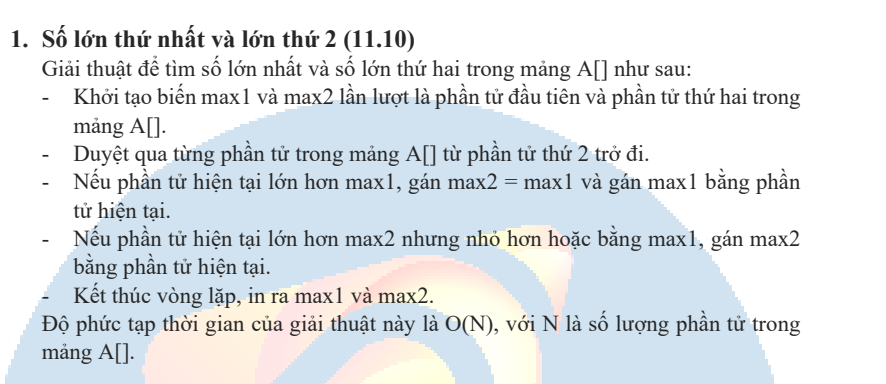 1. Số lớn thứ nhất và lớn thứ 2 (11.10)
Giải thuật để tìm số lớn nhất và số lớn thứ hai trong mảng A[] như sau:
- Khởi tạo biến max1 và max2 lần lượt là phần tử đầu tiên và phần tử thứ hai trong
mảng A[].
- Duyệt qua từng phần tử trong mảng A[] từ phần tử thứ 2 trở đi.
- Nếu phần tử hiện tại lớn hơn max1, gán max2 = max1 và gán max1 bằng phần
tử hiện tại.
- Nếu phần tử hiện tại lớn hơn max2 nhưng nhỏ hơn hoặc bằng max1, gán max2
bằng phần tử hiện tại.
- Kết thúc vòng lặp, in ra max1 và max2.
Độ phức tạp thời gian của giải thuật này là O(N), với N là số lượng phần tử trong
mảng A[].